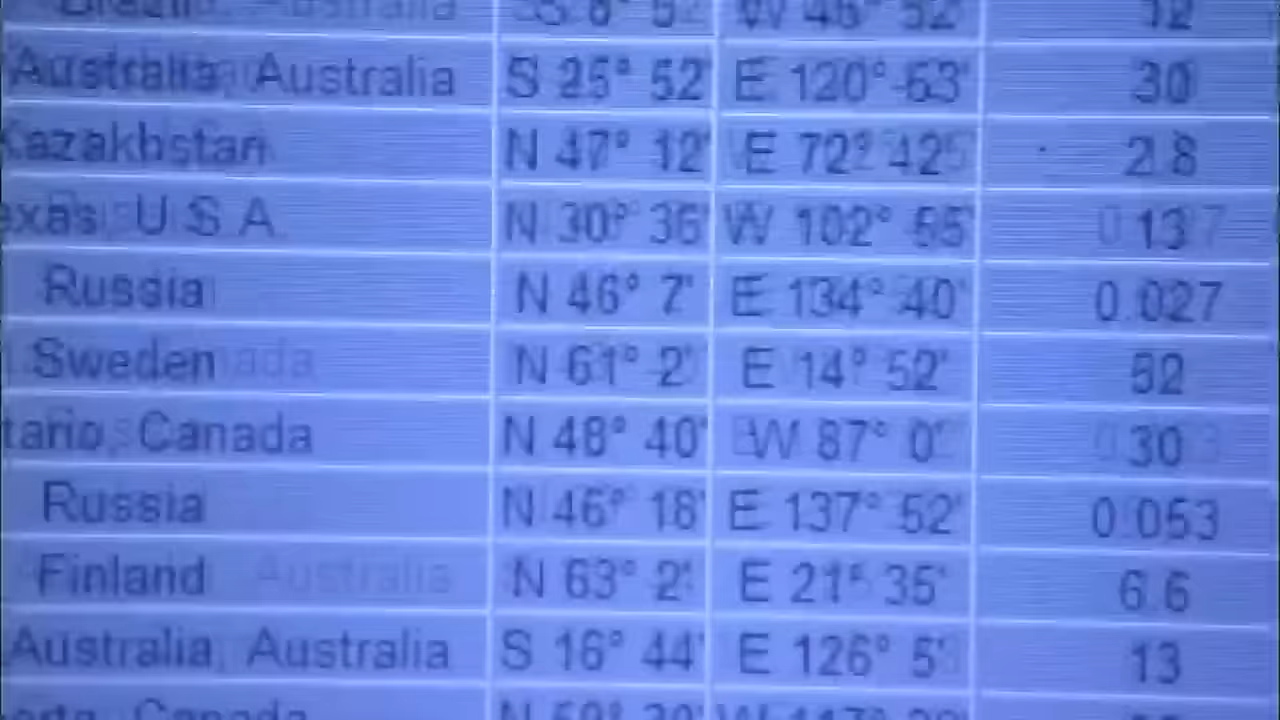 Australia, Australia S 25° 52' E 120° 53' 30
Kazakhstan N 47° 12' E 72° 42' 2.8
exas, U.S.A. N 30° 36' W 102° 55' 13
Russia N 46° 7' E 134° 40' 0.027
Sweden N 61° 2' E 14° 52' 52
tario, Canada N 48° 40' W 87° 0' 30
Russia N 46° 18' E 137° 52' 0.053
Finland N 63° 2' E 21° 35' 6.6
Australia, Australia S 16° 44' E 126° 5' 13
Canada